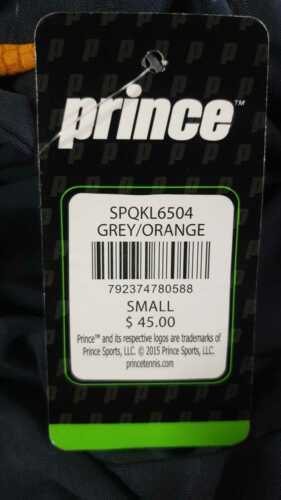 prince™
SPQKL6504
GREY/ORANGE
792374780588
SMALL
$ 45.00
Prince™ and its respective logos are trademarks of
Prince Sports, LLC. © 2015 Prince Sports, LLC.
princetennis.com